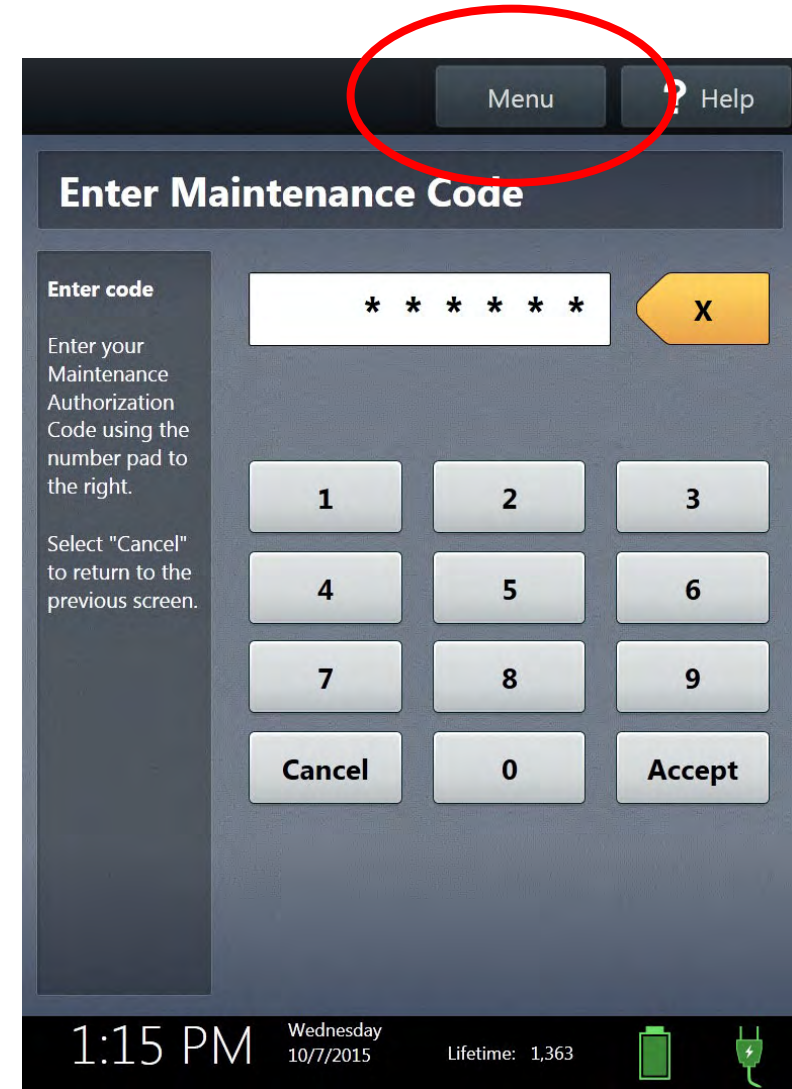 Menu
? Help
Enter Maintenance Code
Enter code
Enter your
Maintenance
Authorization
Code using the
number pad to
the right.
Select "Cancel"
to return to the
previous screen.
* * * * * *
X
1 2 3
4 5 6
7 8 9
Cancel 0 Accept
1:15 PM
Wednesday
10/7/2015
Lifetime: 1,363